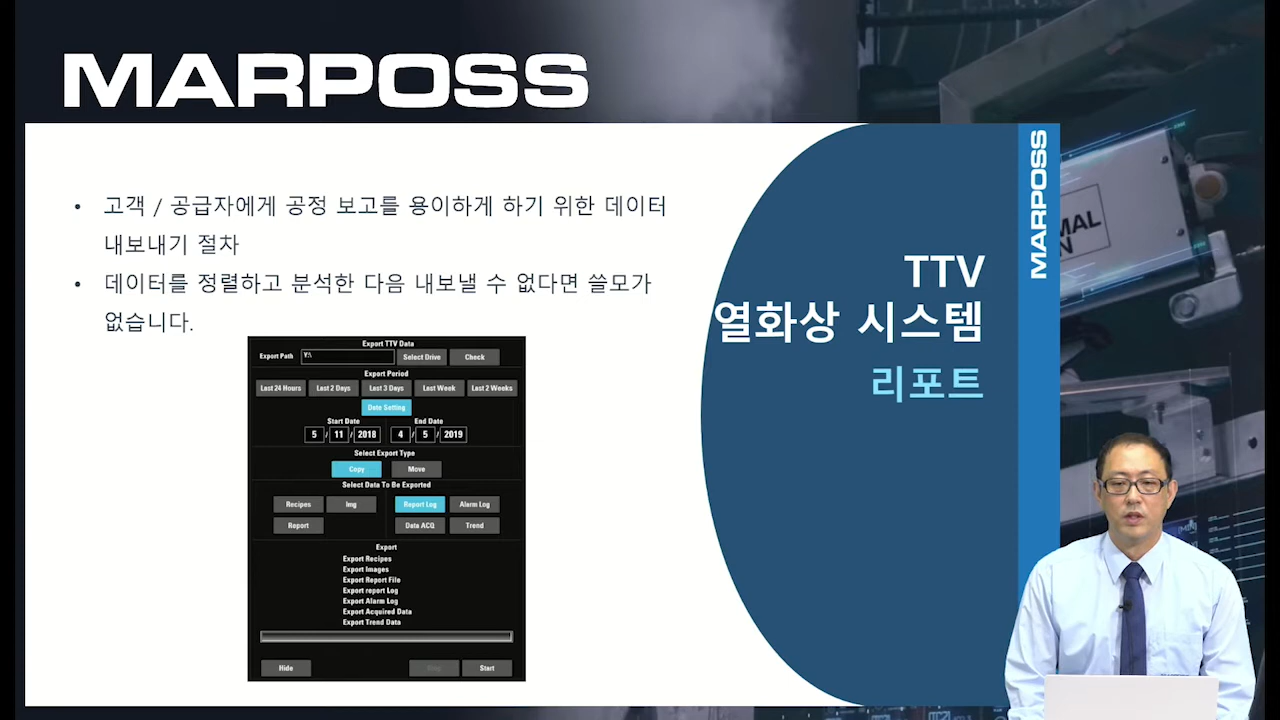 MARPOSS
• 고객 / 공급자에게 공정 보고를 용이하게 하기 위한 데이터
내보내기 절차
• 데이터를 정렬하고 분석한 다음 내보낼 수 없다면 쓸모가
없습니다.
Export TTV Data
Export Path V:\ Select Drive Check
Export Period
Last 24 Hours Last 2 Days Last 3 Days Last Week Last 2 Weeks
Date Setting
Start Date End Date
5 / 11 / 2018 4 / 5 / 2019
Select Export Type
Copy Move
Select Data To Be Exported
Recipes Img Report Log Alarm Log
Report Data ACQ Trend
Export
Export Recipes
Export Images
Export Report File
Export report Log
Export Alarm Log
Export Acquired Data
Export Trend Data
Hide Start
TTV
열화상 시스템
리포트
MARPOSS